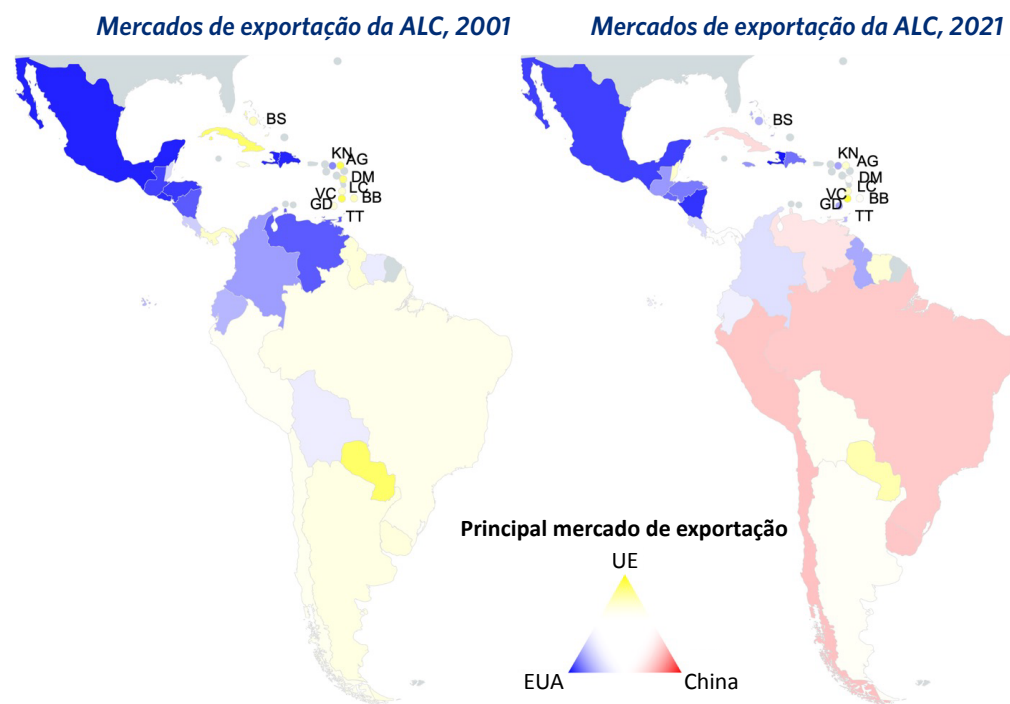 Mercados de exportação da ALC, 2001
Mercados de exportação da ALC, 2021
BS
KN
AG
DM
LC
VC
BB
GD
TT
BS
KN
AG
DM
LC
VC
BB
GD
TT
Principal mercado de exportação
UE
EUA
China